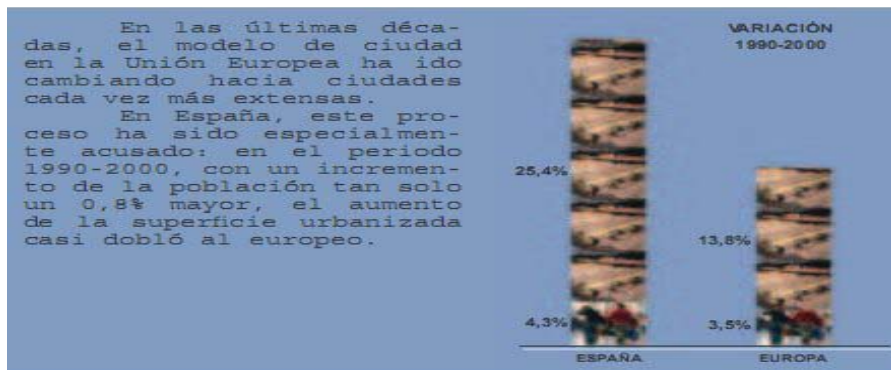 En las últimas déca-
das, el modelo de ciudad
en la Unión Europea ha ido
cambiando hacia ciudades
cada vez más extensas.
En España, este pro-
ceso ha sido especialmen-
te acusado: en el periodo
1990-2000, con un incremen-
to de la población tan solo
un 0,8% mayor, el aumento
de la superficie urbanizada
casi dobló al europeo.
VARIACIÓN
1990-2000
25,4%
13,8%
4,3%
3,5%
ESPAÑA
EUROPA